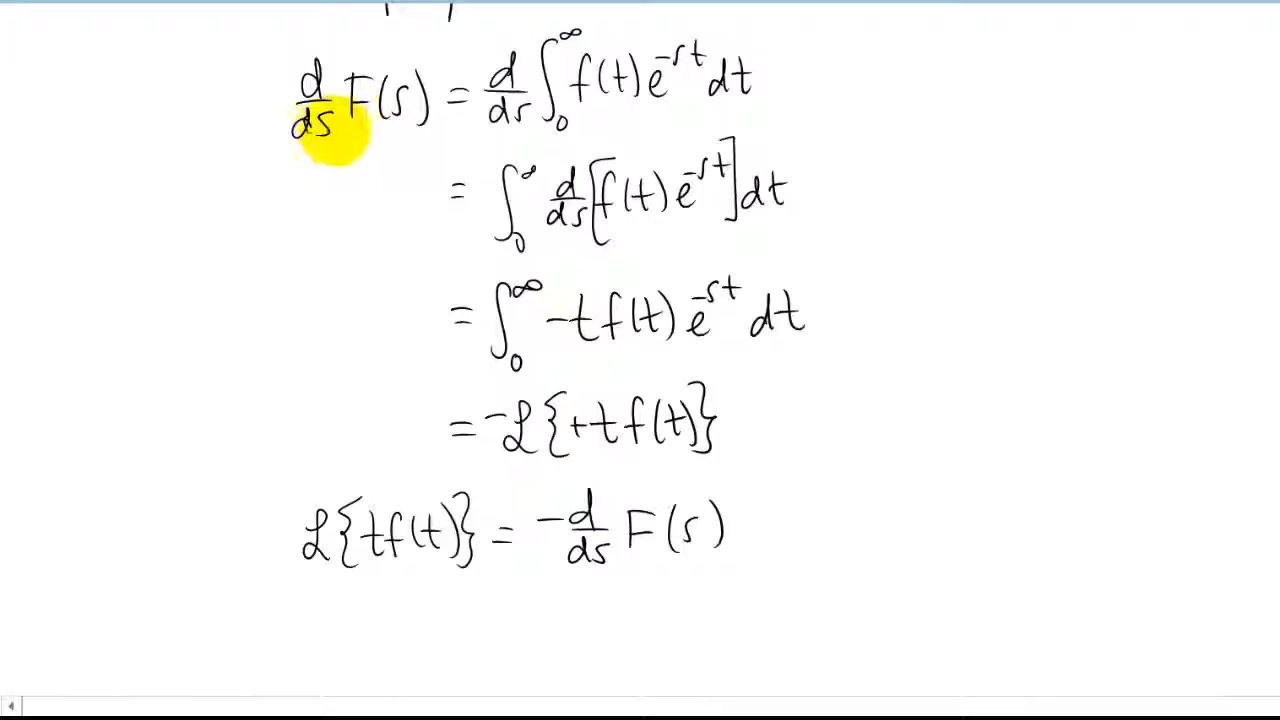 d/ds F(s) = d/ds ∫₀^∞ f(t) e^{-st} dt
= ∫₀^∞ d/ds [f(t) e^{-st}] dt
= ∫₀^∞ -t f(t) e^{-st} dt
= -ℒ{+t f(t)}
ℒ{t f(t)} = - d/ds F(s)